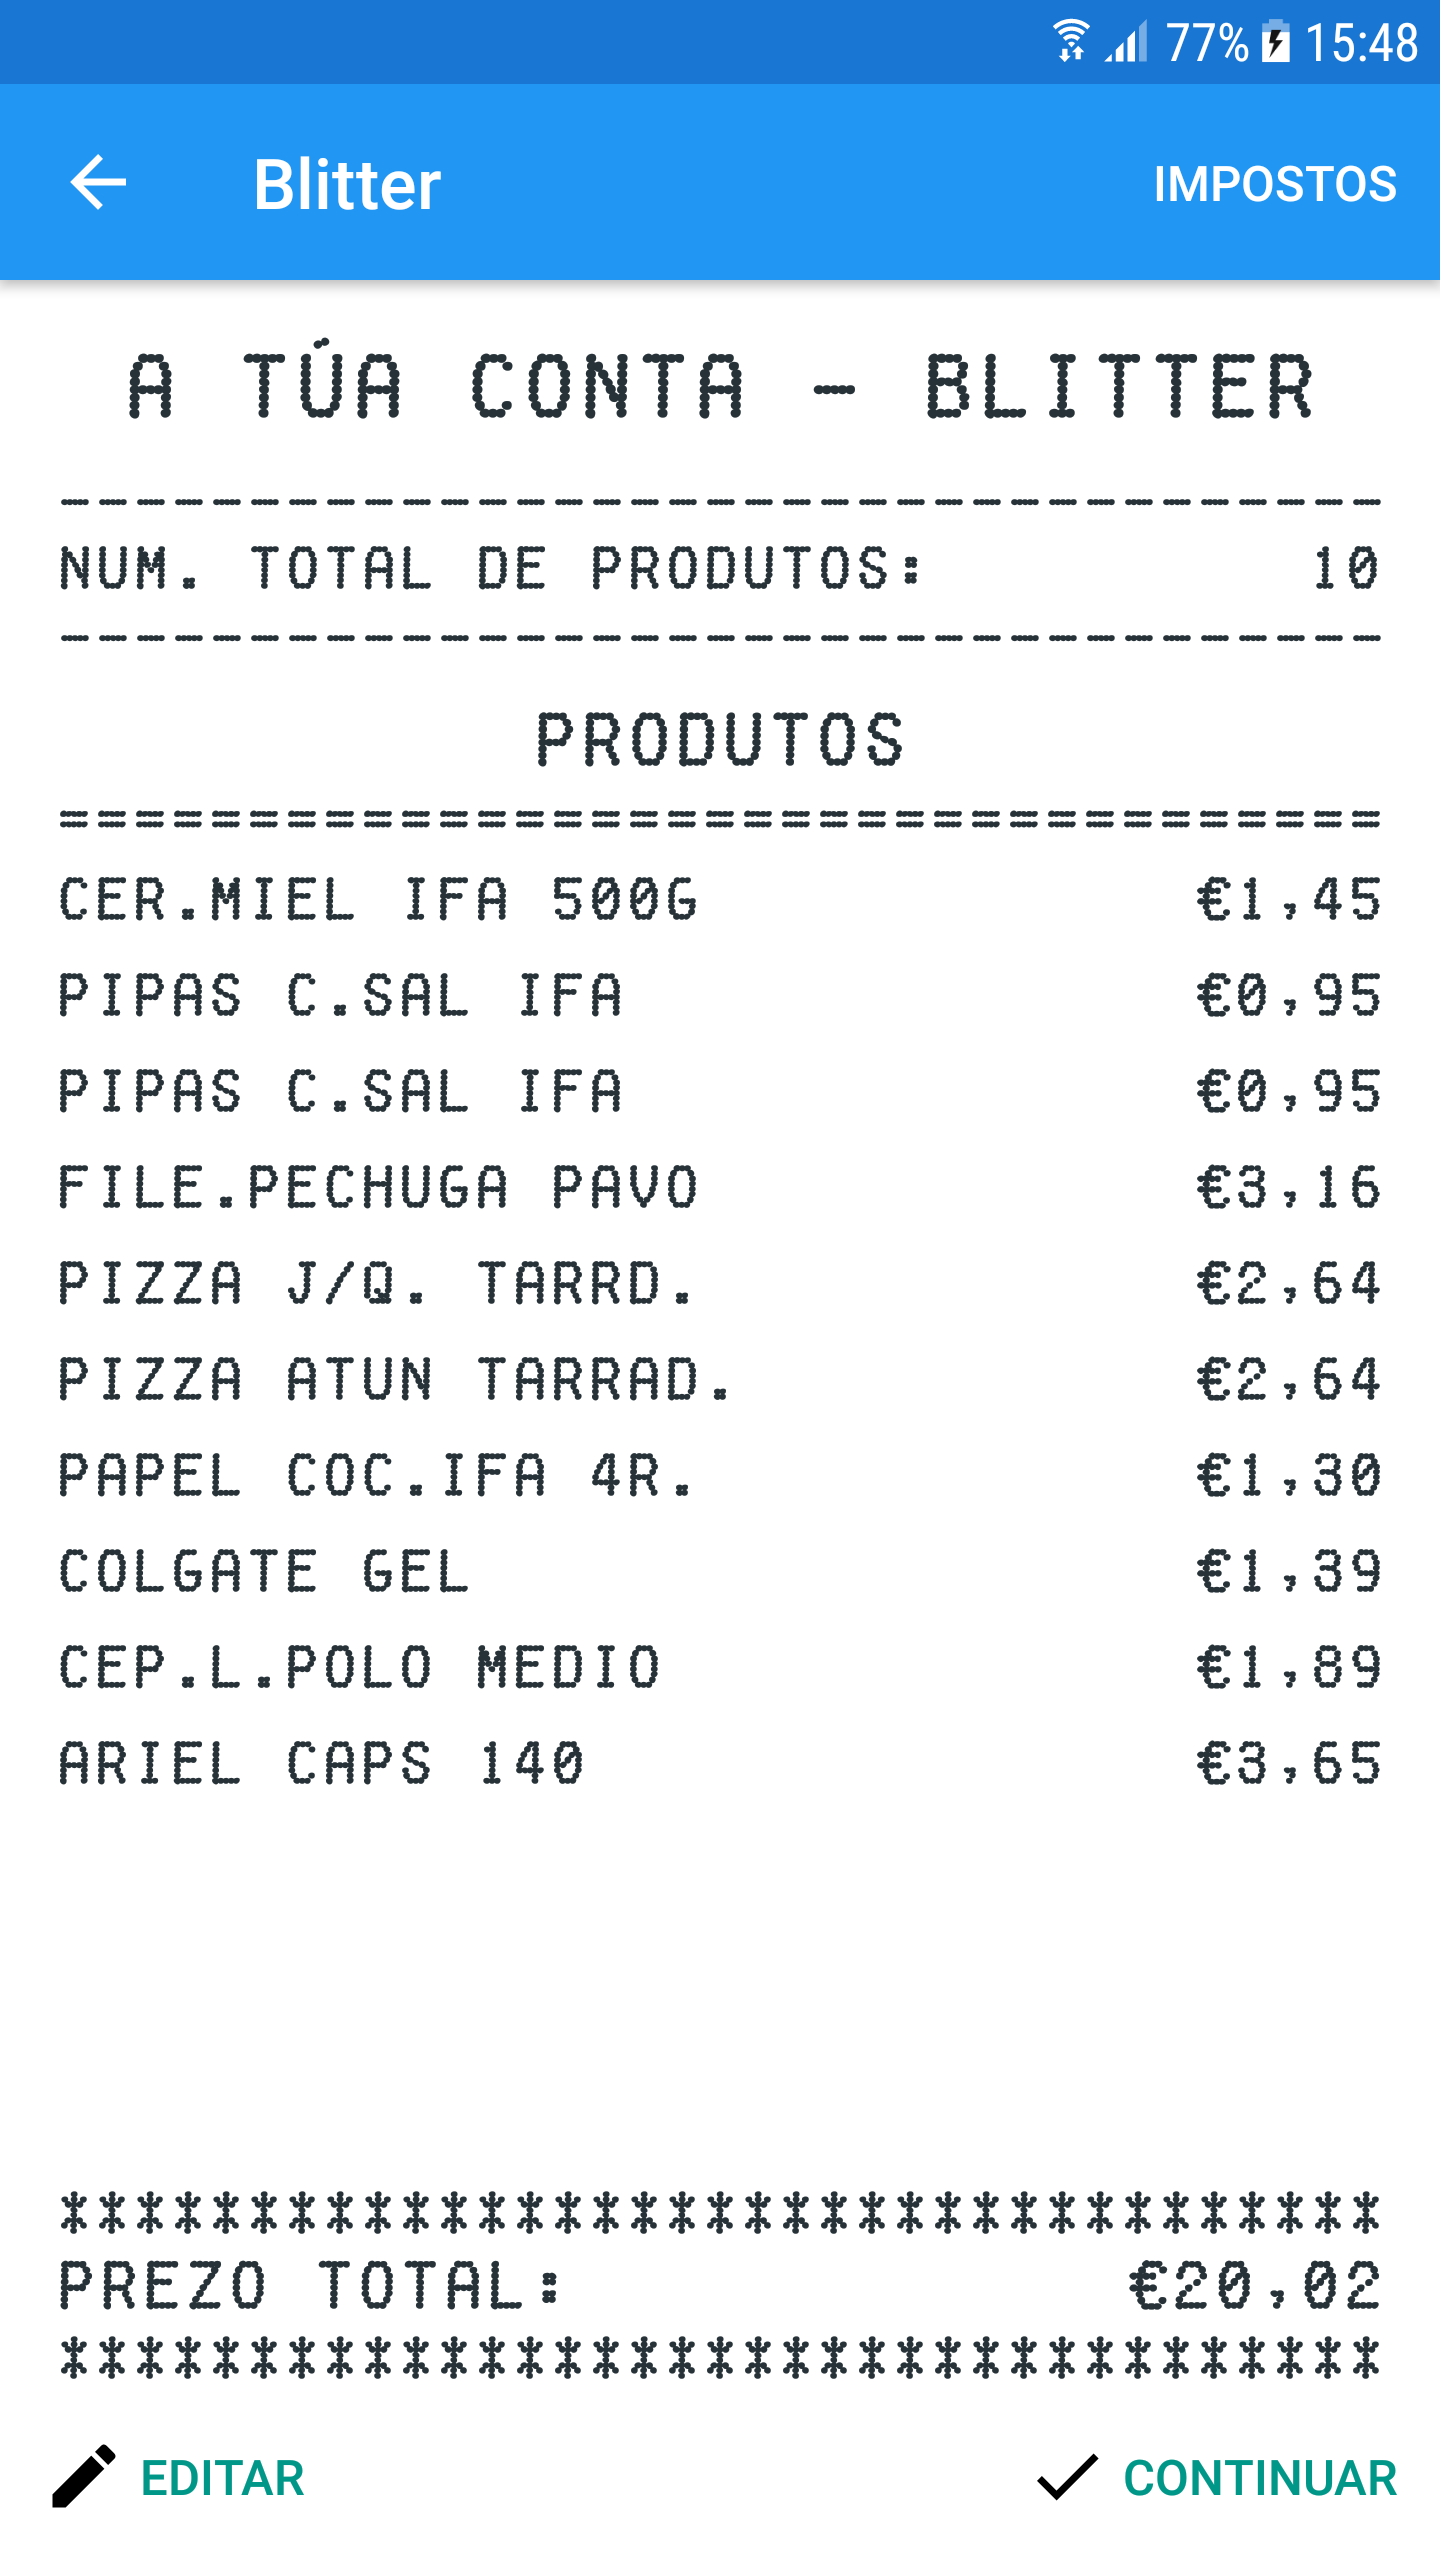 77% 15:48
Blitter IMPOSTOS
A TÚA CONTA - BLITTER
-----------------------------------
NUM. TOTAL DE PRODUTOS: 10
-----------------------------------
PRODUTOS
===================================
CER.MIEL IFA 500G €1,45
PIPAS C.SAL IFA €0,95
PIPAS C.SAL IFA €0,95
FILE.PECHUGA PAVO €3,16
PIZZA J/Q. TARRD. €2,64
PIZZA ATUN TARRAD. €2,64
PAPEL COC.IFA 4R. €1,30
COLGATE GEL €1,39
CEP.L.POLO MEDIO €1,89
ARIEL CAPS 140 €3,65
***********************************
PREZO TOTAL: €20,02
***********************************
EDITAR CONTINUAR